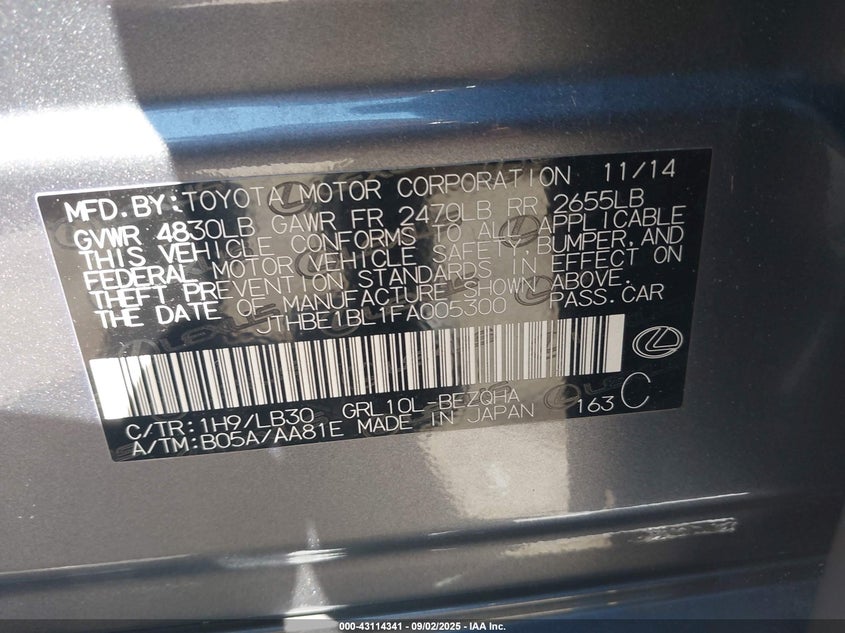 MFD.BY:TOYOTA MOTOR CORPORATION 11/14
GVWR 4830LB GAWR FR 2470LB RR 2655LB
THIS VEHICLE CONFORMS TO ALL APPLICABLE
FEDERAL MOTOR VEHICLE SAFETY, BUMPER, AND
THEFT PREVENTION STANDARDS IN EFFECT ON
THE DATE OF MANUFACTURE SHOWN ABOVE.
JTHBE1BL1FA005300 PASS.CAR
C/TR:1H9/LB30 GRL10L-BEZQHA
A/TM:B05A/AA81E MADE IN JAPAN 163 C
000-43114341 - 09/02/2025 - IAA Inc.